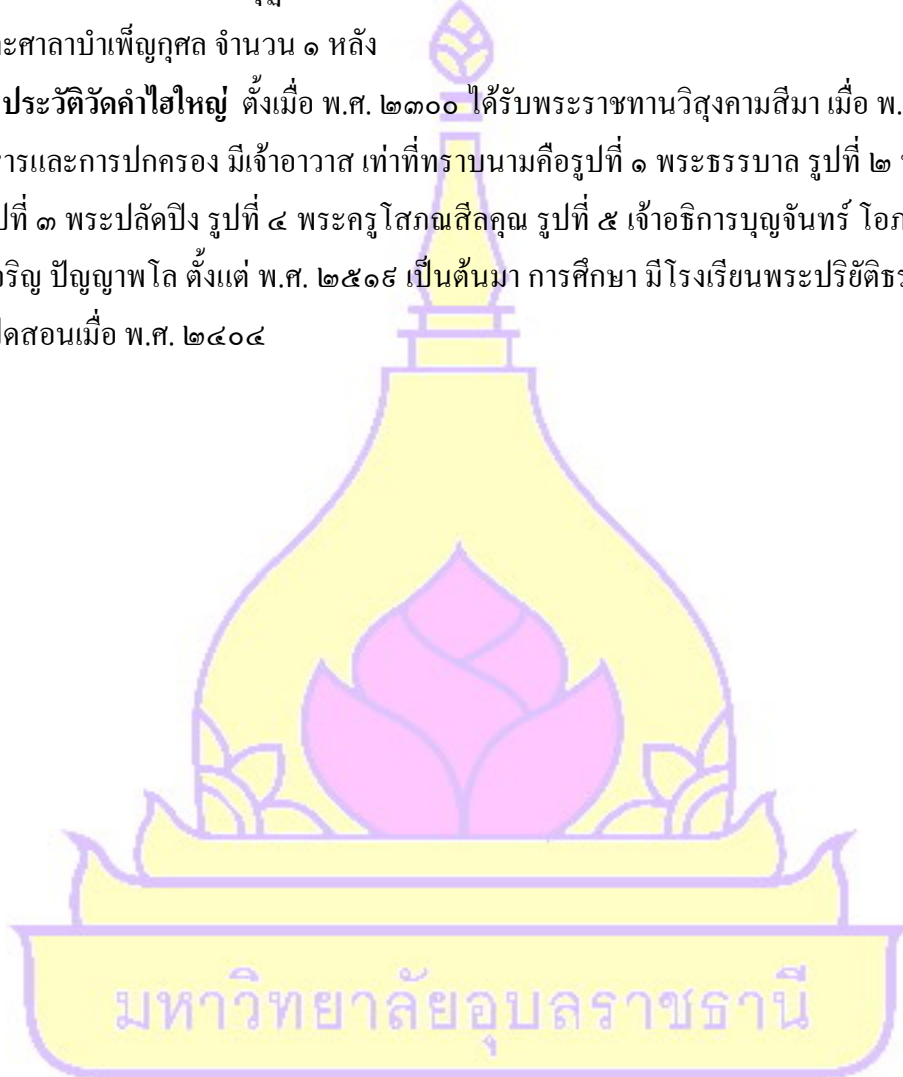 ะศาลาบำเพ็ญกุศล จำนวน ๑ หลัง
ประวัติวัดคำไฮใหญ่ ตั้งเมื่อ พ.ศ. ๒๓๐๐ ได้รับพระราชทานวิสุงคามสีมา เมื่อ พ.
ารและการปกครอง มีเจ้าอาวาส เท่าที่ทราบนามคือรูปที่ ๑ พระธรรบาล รูปที่ ๒
ปที่ ๓ พระปลัดปิง รูปที่ ๔ พระครูโสภณสีลคุณ รูปที่ ๕ เจ้าอธิการบุญจันทร์ โอภ
จริญ ปัญญาพโล ตั้งแต่ พ.ศ. ๒๕๑๙ เป็นต้นมา การศึกษา มีโรงเรียนพระปริยัติธร
ปิดสอนเมื่อ พ.ศ. ๒๔๐๔
มหาวิทยาลัยอุบลราชธานี